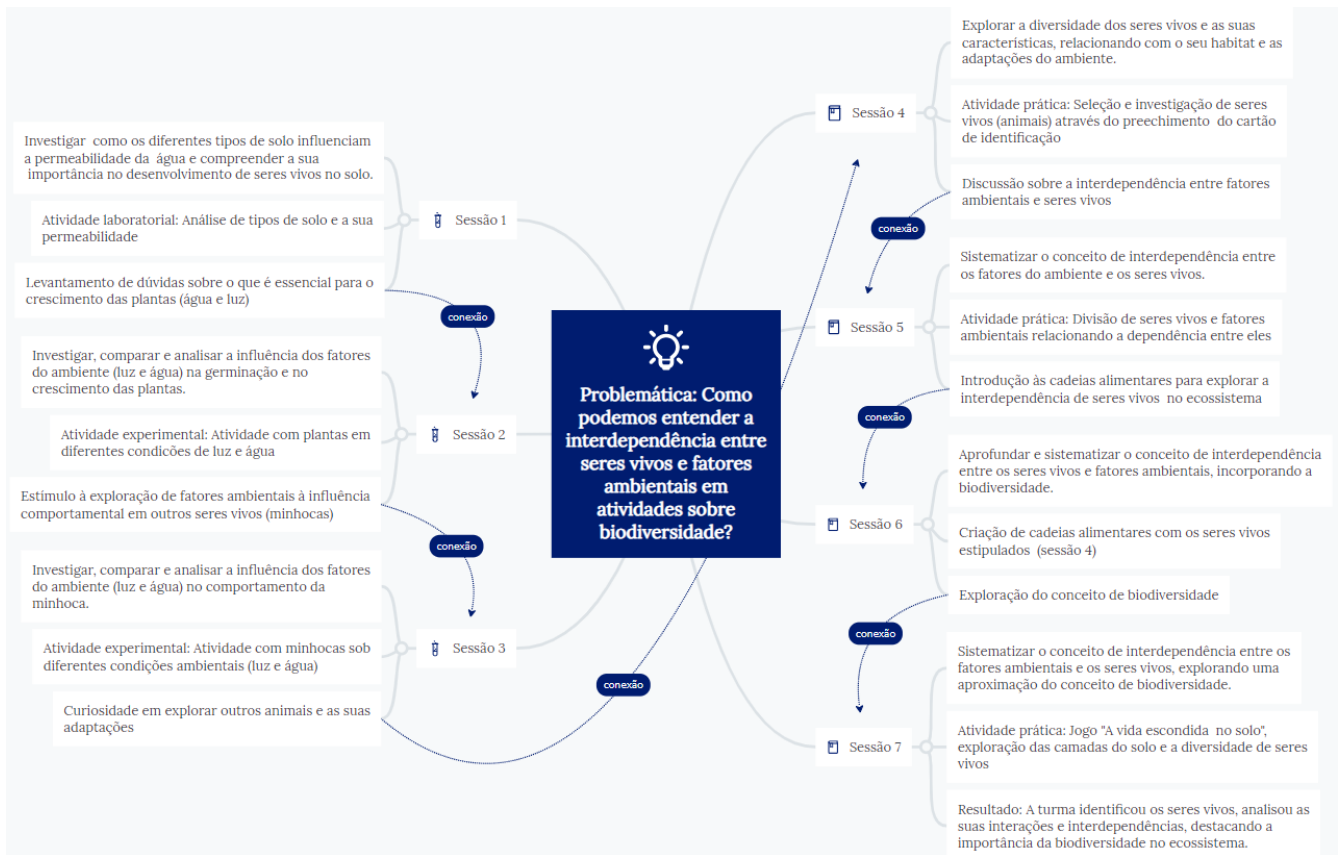 Investigar como os diferentes tipos de solo influenciam
a permeabilidade da água e compreender a sua
importância no desenvolvimento de seres vivos no solo.
Atividade laboratorial: Análise de tipos de solo e a sua
permeabilidade
Levantamento de dúvidas sobre o que é essencial para o
crescimento das plantas (água e luz)
Sessão 1
conexão
Investigar, comparar e analisar a influência dos fatores
do ambiente (luz e água) na germinação e no
crescimento das plantas.
Atividade experimental: Atividade com plantas em
diferentes condições de luz e água
Estímulo à exploração de fatores ambientais à influência
comportamental em outros seres vivos (minhocas)
Sessão 2
conexão
Investigar, comparar e analisar a influência dos fatores
do ambiente (luz e água) no comportamento da
minhoca.
Atividade experimental: Atividade com minhocas sob
diferentes condições ambientais (luz e água)
Curiosidade em explorar outros animais e as suas
adaptações
Sessão 3
conexão
Problemática: Como
podemos entender a
interdependência entre
seres vivos e fatores
ambientais em
atividades sobre
biodiversidade?
Sessão 4
Explorar a diversidade dos seres vivos e as suas
características, relacionando com o seu habitat e as
adaptações do ambiente.
Atividade prática: Seleção e investigação de seres
vivos (animais) através do preechimento do cartão
de identificação
Discussão sobre a interdependência entre fatores
ambientais e seres vivos
conexão
Sessão 5
Sistematizar o conceito de interdependência entre
os fatores do ambiente e os seres vivos.
Atividade prática: Divisão de seres vivos e fatores
ambientais relacionando a dependência entre eles
Introdução às cadeias alimentares para explorar a
interdependência de seres vivos no ecossistema
conexão
Sessão 6
Aprofundar e sistematizar o conceito de interdependência
entre os seres vivos e fatores ambientais, incorporando a
biodiversidade.
Criação de cadeias alimentares com os seres vivos
estipulados (sessão 4)
Exploração do conceito de biodiversidade
conexão
Sessão 7
Sistematizar o conceito de interdependência entre os
fatores ambientais e os seres vivos, explorando uma
aproximação do conceito de biodiversidade.
Atividade prática: Jogo "A vida escondida no solo",
exploração das camadas do solo e a diversidade de seres
vivos
Resultado: A turma identificou os seres vivos, analisou as
suas interações e interdependências, destacando a
importância da biodiversidade no ecossistema.